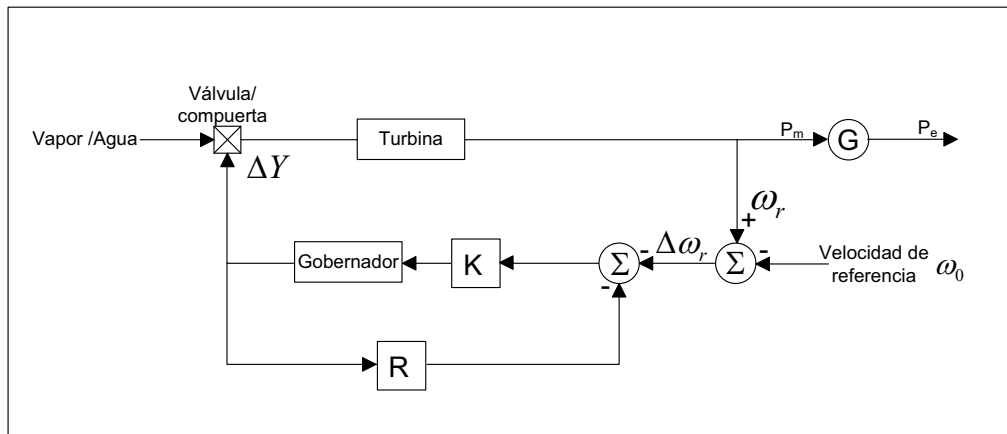 Válvula/
compuerta
Vapor /Agua
Turbina
P_m
G
P_e
ΔY
ω_r
+
-
Gobernador
K
-
Σ
-
Δω_r
Σ
Velocidad de
referencia ω_0
R